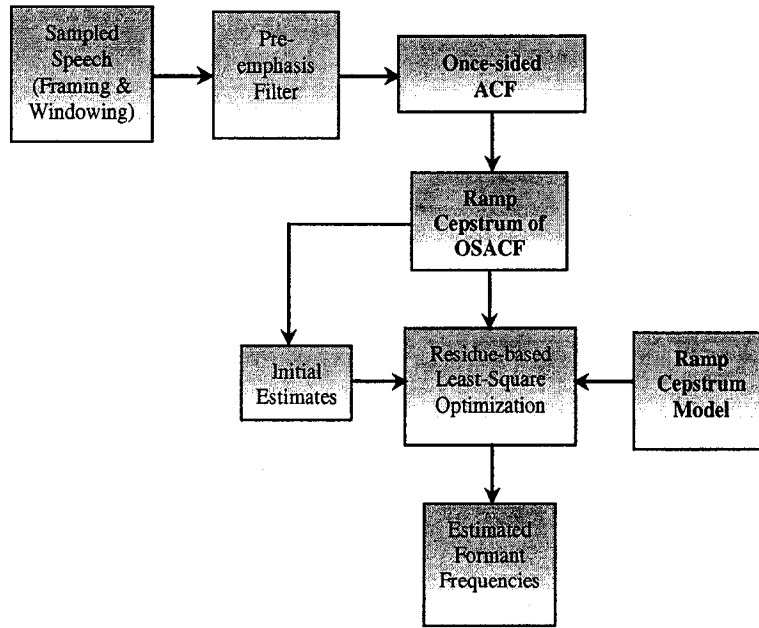 Sampled
Speech
(Framing &
Windowing)
Pre-
emphasis
Filter
Once-sided
ACF
Ramp
Cepstrum of
OSACF
Initial
Estimates
Residue-based
Least-Square
Optimization
Ramp
Cepstrum
Model
Estimated
Formant
Frequencies